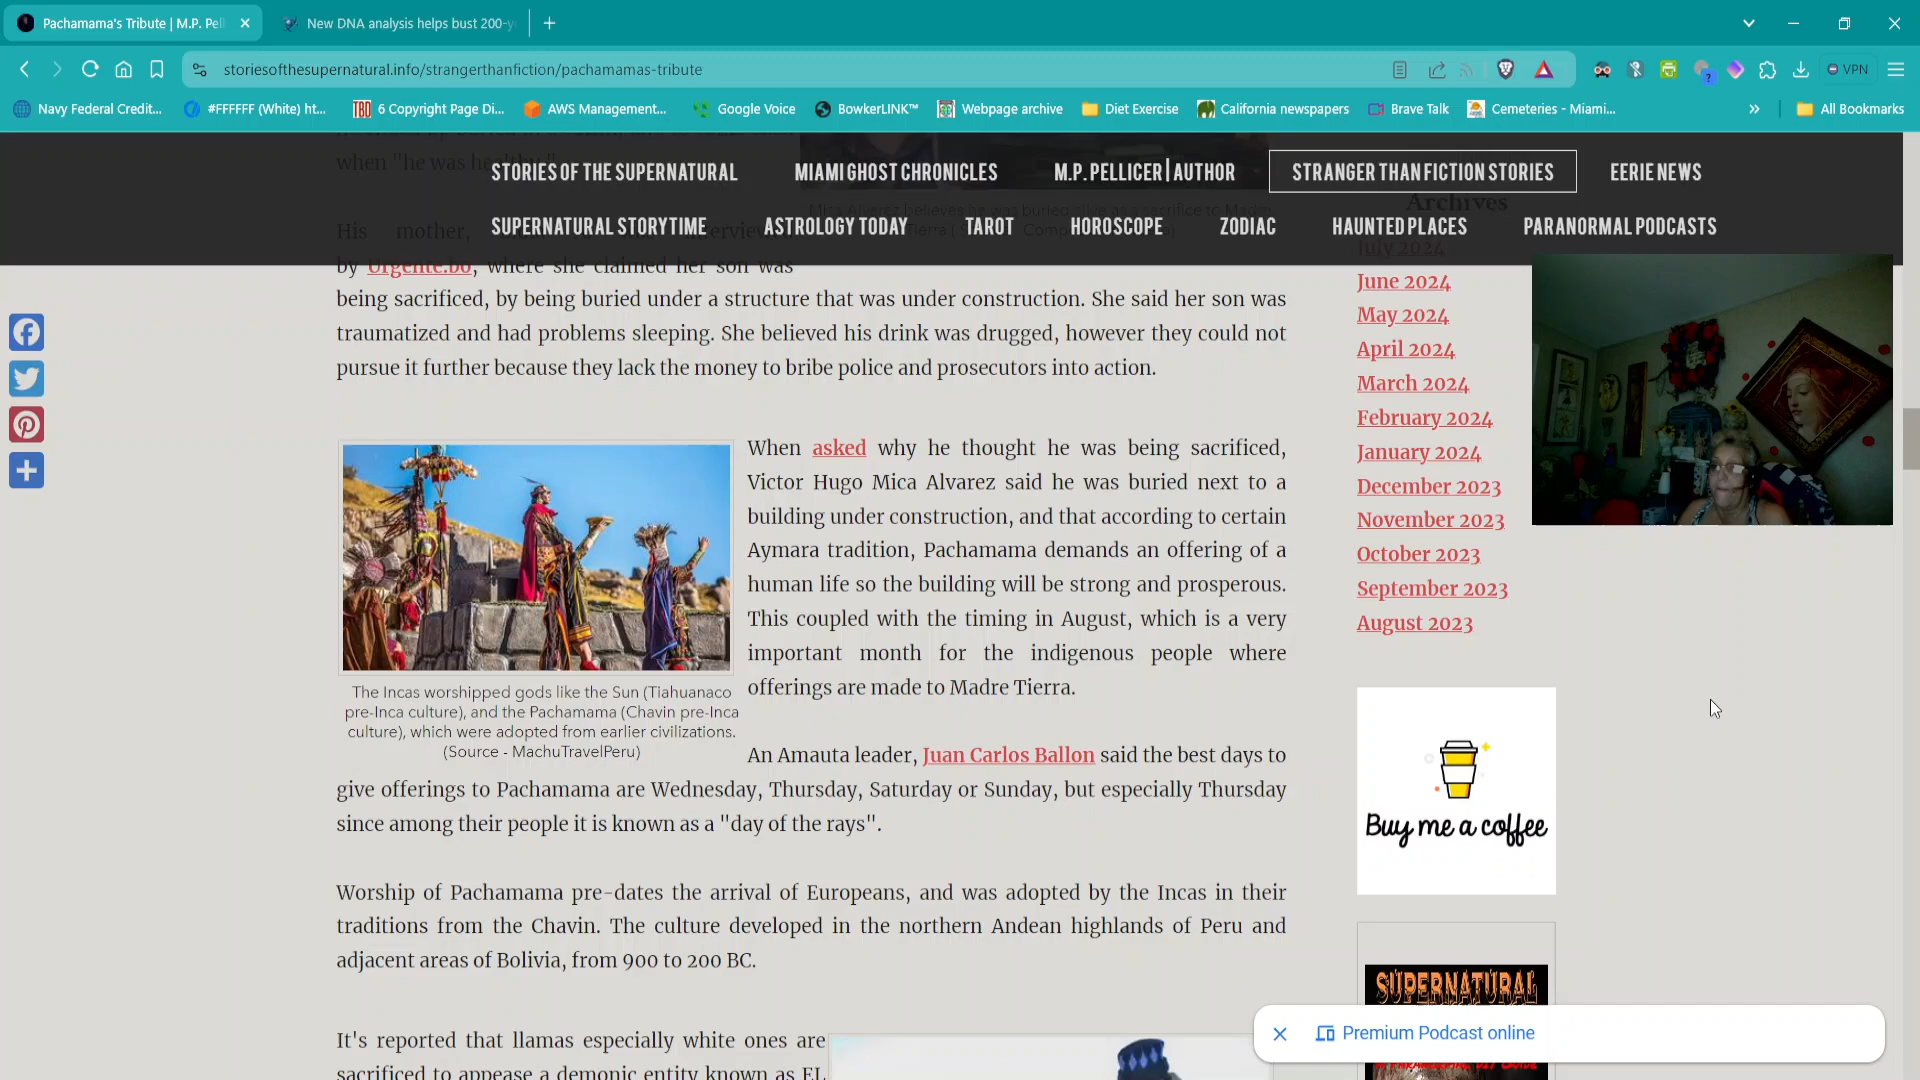 Pachamama's Tribute | M.P. Pell
New DNA analysis helps bust 200-y
storiesofthesupernatural.info/strangerthanfiction/pachamamas-tribute
VPN
Navy Federal Credit...
#FFFFFF (White) ht...
TBD
6 Copyright Page Di...
AWS Management...
Google Voice
BowkerLINK™
Webpage archive
Diet Exercise
California newspapers
Brave Talk
Cemeteries - Miami...
All Bookmarks
when "he was healthy."
STORIES OF THE SUPERNATURAL
MIAMI GHOST CHRONICLES
M.P. PELLICER | AUTHOR
STRANGER THAN FICTION STORIES
EERIE NEWS
SUPERNATURAL STORYTIME
ASTROLOGY TODAY
TAROT
HOROSCOPE
ZODIAC
HAUNTED PLACES
PARANORMAL PODCASTS
His mother,
by Urgente.bo, where she claimed her son was
being sacrificed, by being buried under a structure that was under construction. She said her son was
traumatized and had problems sleeping. She believed his drink was drugged, however they could not
pursue it further because they lack the money to bribe police and prosecutors into action.
When asked why he thought he was being sacrificed,
Victor Hugo Mica Alvarez said he was buried next to a
building under construction, and that according to certain
Aymara tradition, Pachamama demands an offering of a
human life so the building will be strong and prosperous.
This coupled with the timing in August, which is a very
important month for the indigenous people where
offerings are made to Madre Tierra.
The Incas worshipped gods like the Sun (Tiahuanaco
pre-Inca culture), and the Pachamama (Chavin pre-Inca
culture), which were adopted from earlier civilizations.
(Source - MachuTravelPeru)
An Amauta leader, Juan Carlos Ballon said the best days to
give offerings to Pachamama are Wednesday, Thursday, Saturday or Sunday, but especially Thursday
since among their people it is known as a "day of the rays".
Worship of Pachamama pre-dates the arrival of Europeans, and was adopted by the Incas in their
traditions from the Chavin. The culture developed in the northern Andean highlands of Peru and
adjacent areas of Bolivia, from 900 to 200 BC.
It's reported that llamas especially white ones are
sacrificed to appease a demonic entity known as EL
Archives
July 2024
June 2024
May 2024
April 2024
March 2024
February 2024
January 2024
December 2023
November 2023
October 2023
September 2023
August 2023
Buy me a coffee
SUPERNATURAL
Premium Podcast online